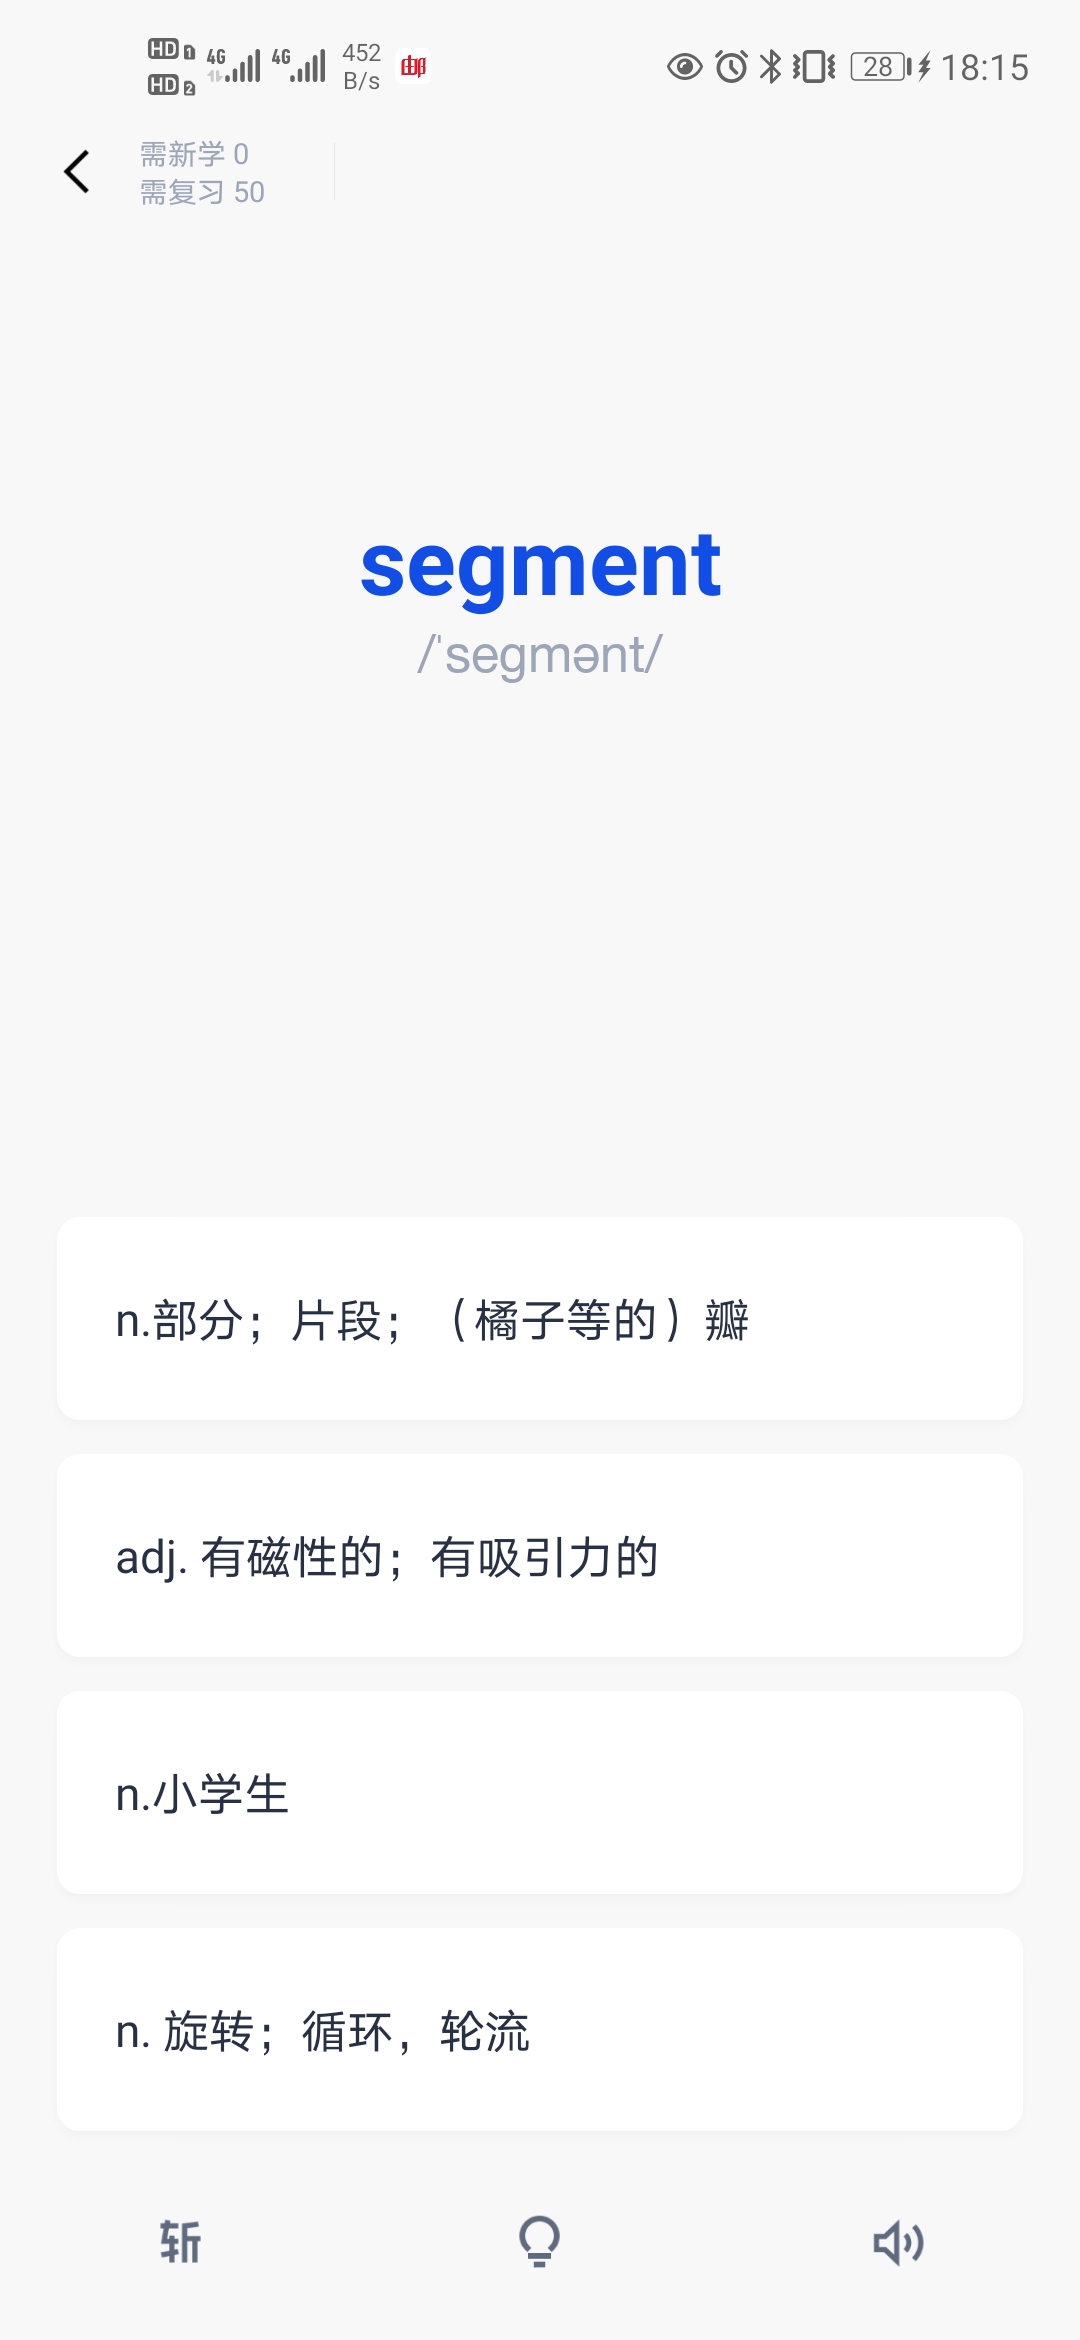 HD 1 4G 4G 452 28 18:15
HD 2 B/s
需新学 0
需复习 50
segment
/ˈsegmənt/
n.部分；片段；（橘子等的）瓣
adj. 有磁性的；有吸引力的
n.小学生
n. 旋转；循环，轮流
斩